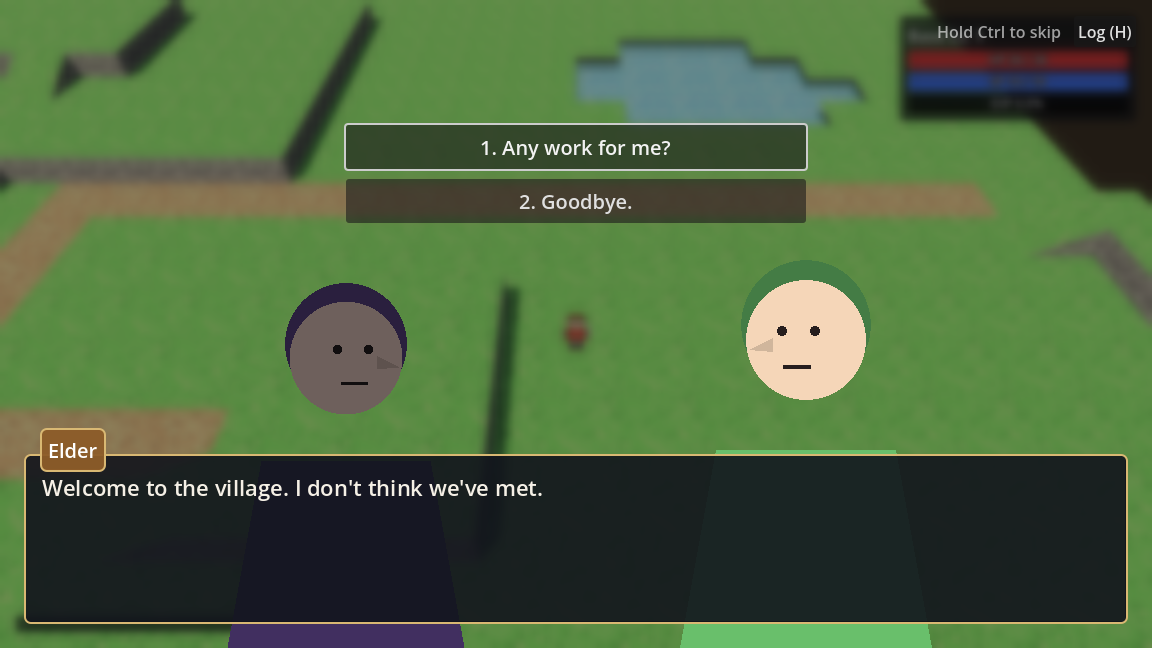 Hold Ctrl to skip Log (H)
1. Any work for me?
2. Goodbye.
Elder
Welcome to the village. I don't think we've met.